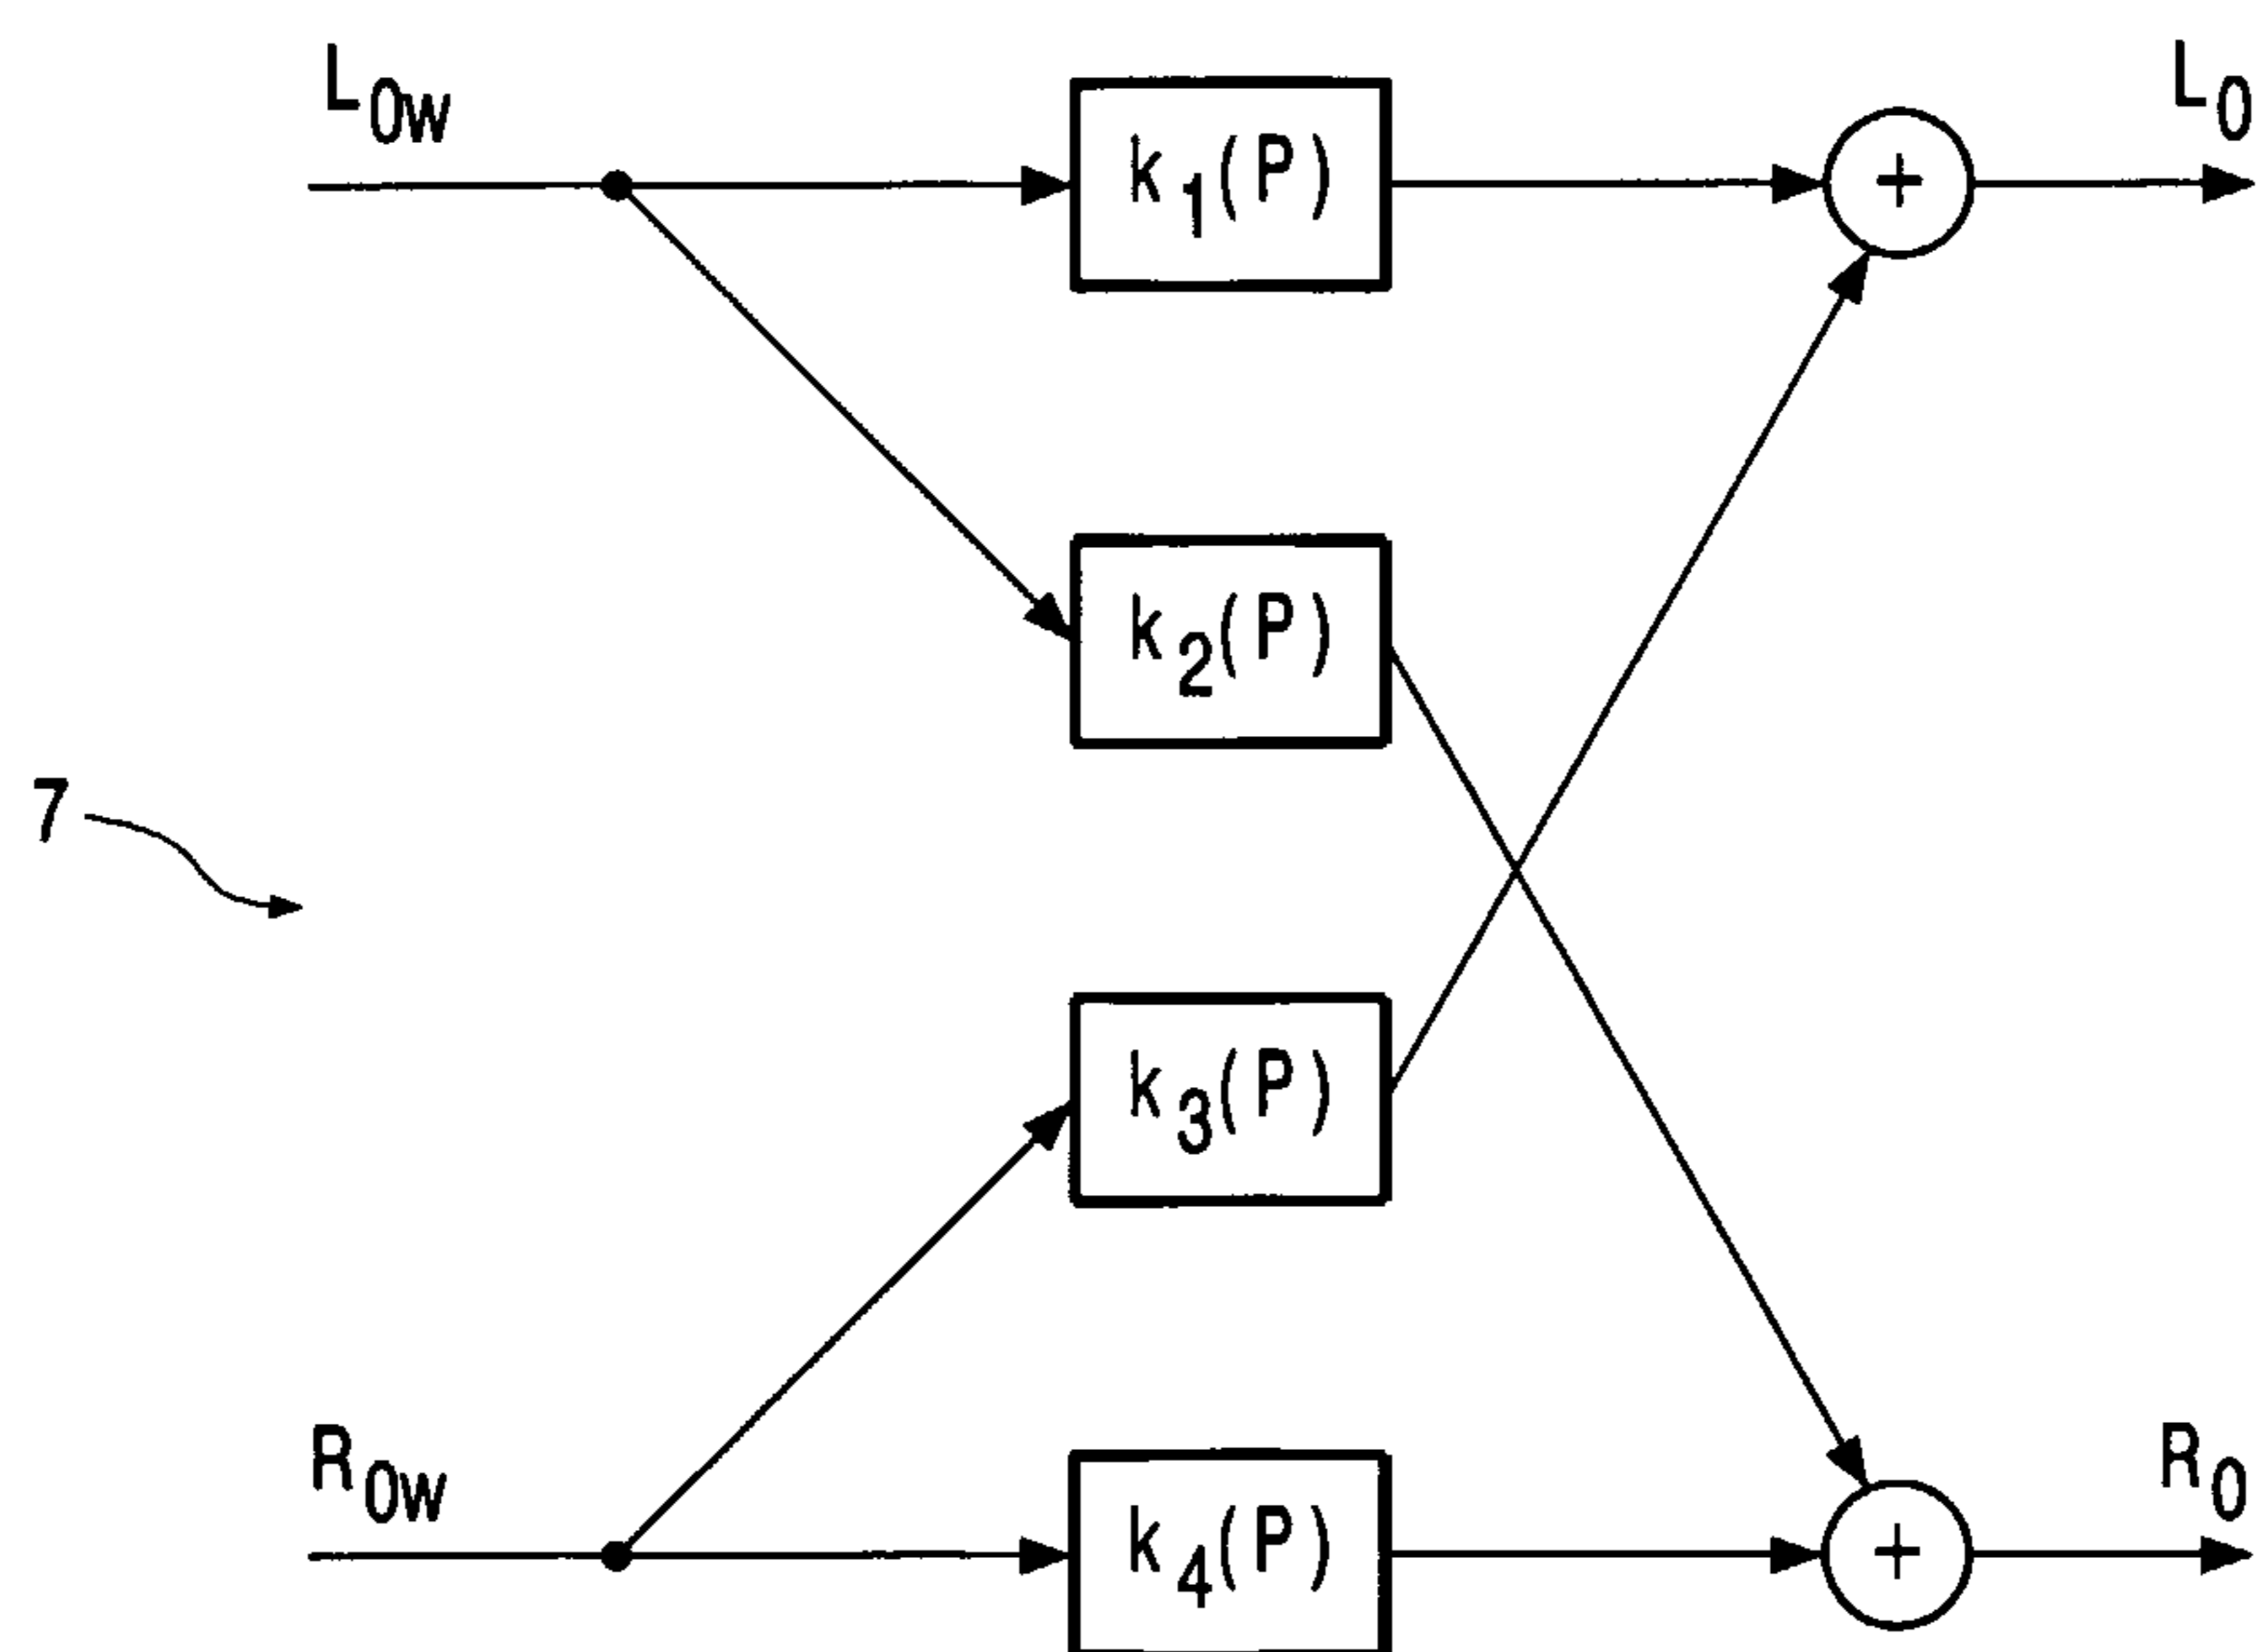 L0w
k1(P)
+
L0
k2(P)
7
k3(P)
R0w
k4(P)
+
R0